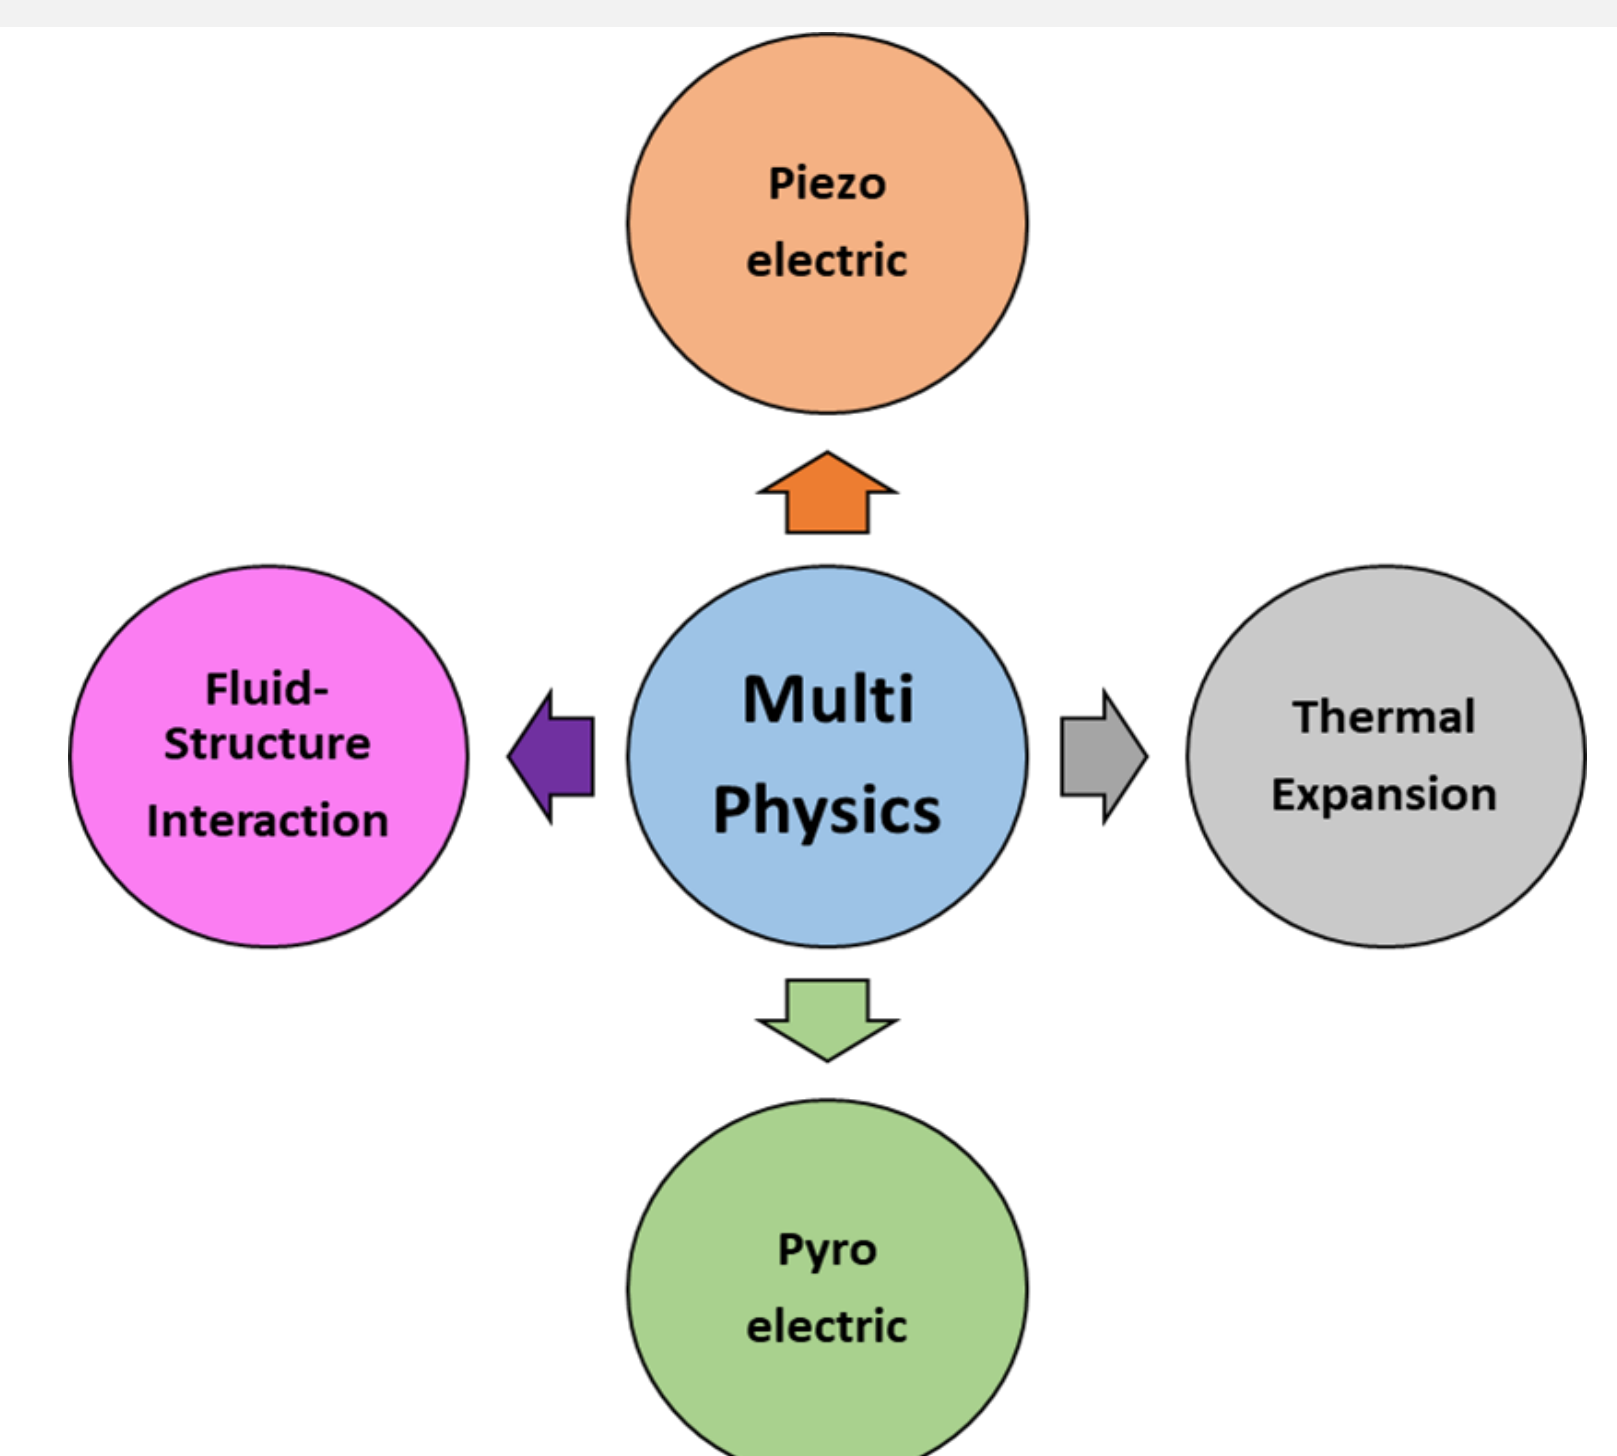 Piezo
electric
Fluid-
Structure
Interaction
Multi
Physics
Thermal
Expansion
Pyro
electric